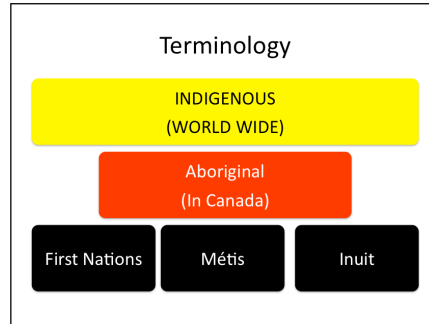 Terminology
INDIGENOUS
(WORLD WIDE)
Aboriginal
(In Canada)
First Nations Métis Inuit